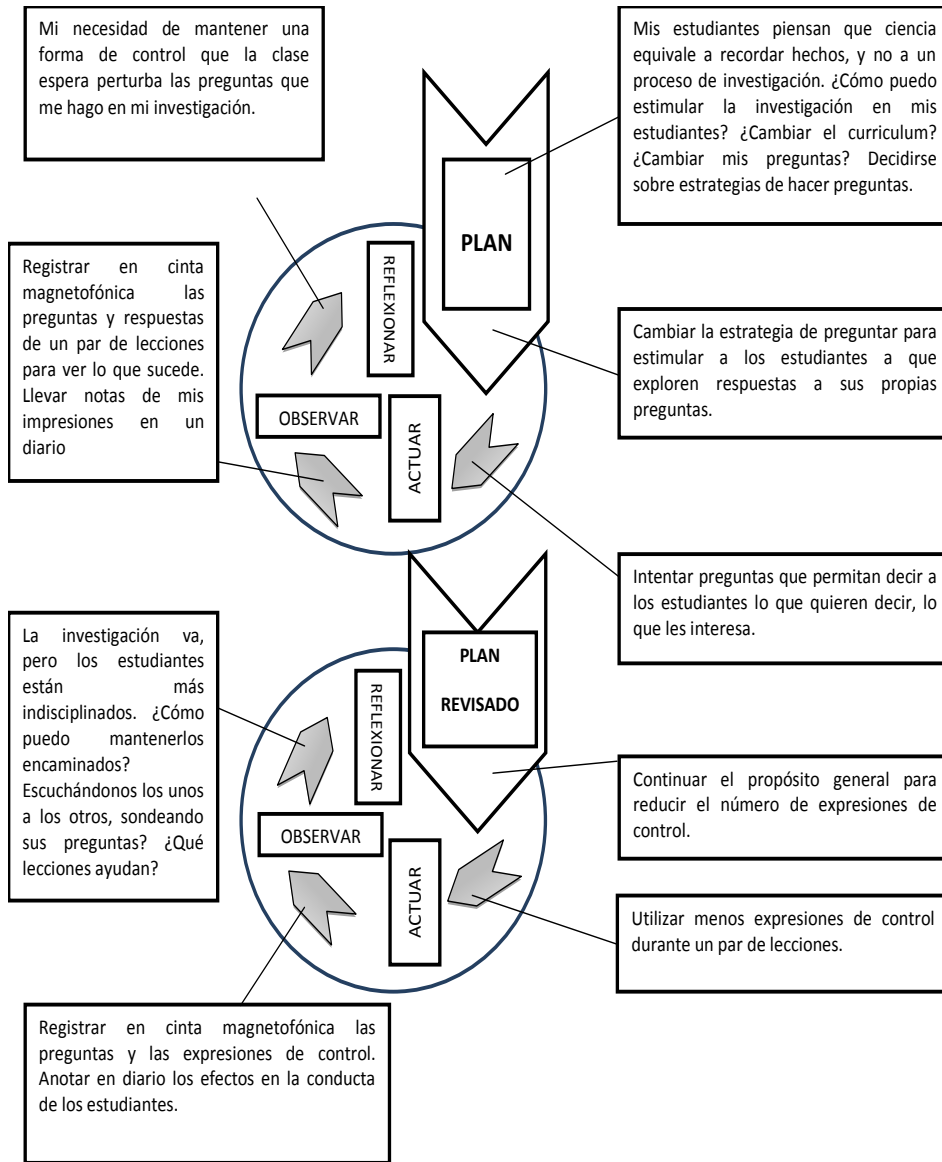 Mi necesidad de mantener una
forma de control que la clase
espera perturba las preguntas que
me hago en mi investigación.
Mis estudiantes piensan que ciencia
equivale a recordar hechos, y no a un
proceso de investigación. ¿Cómo puedo
estimular la investigación en mis
estudiantes? ¿Cambiar el curriculum?
¿Cambiar mis preguntas? Decidirse
sobre estrategias de hacer preguntas.
PLAN
REFLEXIONAR
Registrar en cinta
magnetofónica las
preguntas y respuestas
de un par de lecciones
para ver lo que sucede.
Llevar notas de mis
impresiones en un
diario
Cambiar la estrategia de preguntar para
estimular a los estudiantes a que
exploren respuestas a sus propias
preguntas.
OBSERVAR
ACTUAR
Intentar preguntas que permitan decir a
los estudiantes lo que quieren decir, lo
que les interesa.
La investigación va,
pero los estudiantes
están más
indisciplinados. ¿Cómo
puedo mantenerlos
encaminados?
Escuchándonos los unos
a los otros, sondeando
sus preguntas? ¿Qué
lecciones ayudan?
PLAN
REVISADO
REFLEXIONAR
Continuar el propósito general para
reducir el número de expresiones de
control.
OBSERVAR
ACTUAR
Utilizar menos expresiones de control
durante un par de lecciones.
Registrar en cinta magnetofónica las
preguntas y las expresiones de control.
Anotar en diario los efectos en la conducta
de los estudiantes.